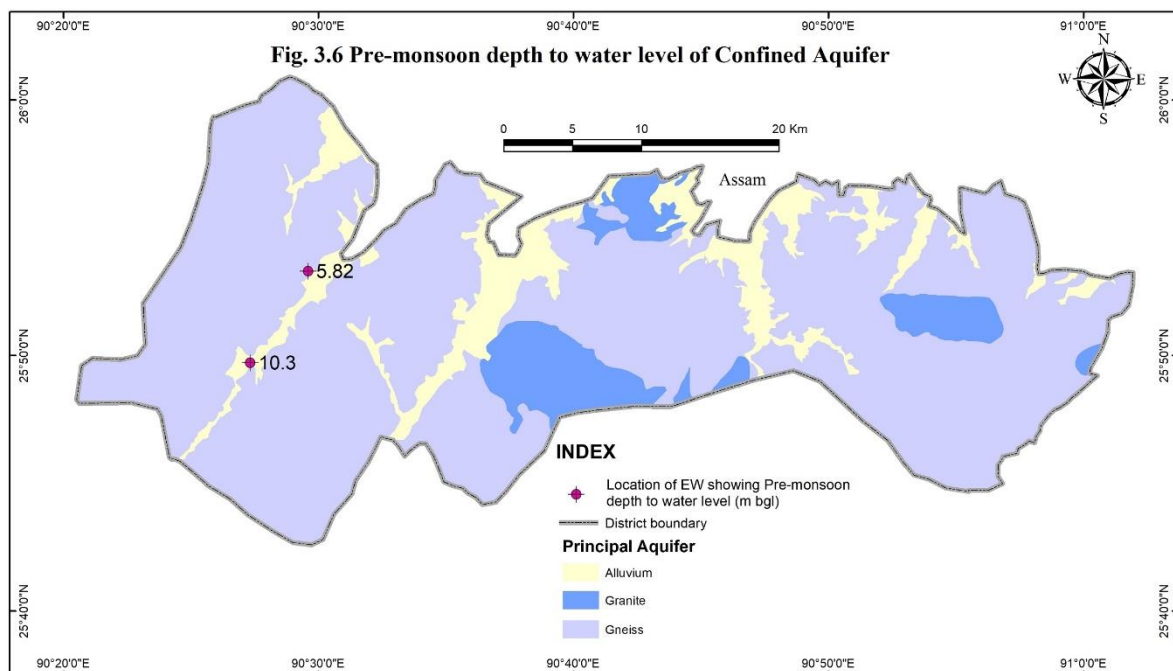 90°20'0"E 90°30'0"E 90°40'0"E 90°50'0"E 91°0'0"E
Fig. 3.6 Pre-monsoon depth to water level of Confined Aquifer
N
W E
S
26°0'0"N 26°0'0"N
0 5 10 20 Km
Assam
5.82
25°50'0"N 25°50'0"N
10.3
INDEX
Location of EW showing Pre-monsoon
depth to water level (m bgl)
District boundary
Principal Aquifer
Alluvium
Granite
Gneiss
25°40'0"N 25°40'0"N
90°20'0"E 90°30'0"E 90°40'0"E 90°50'0"E 91°0'0"E